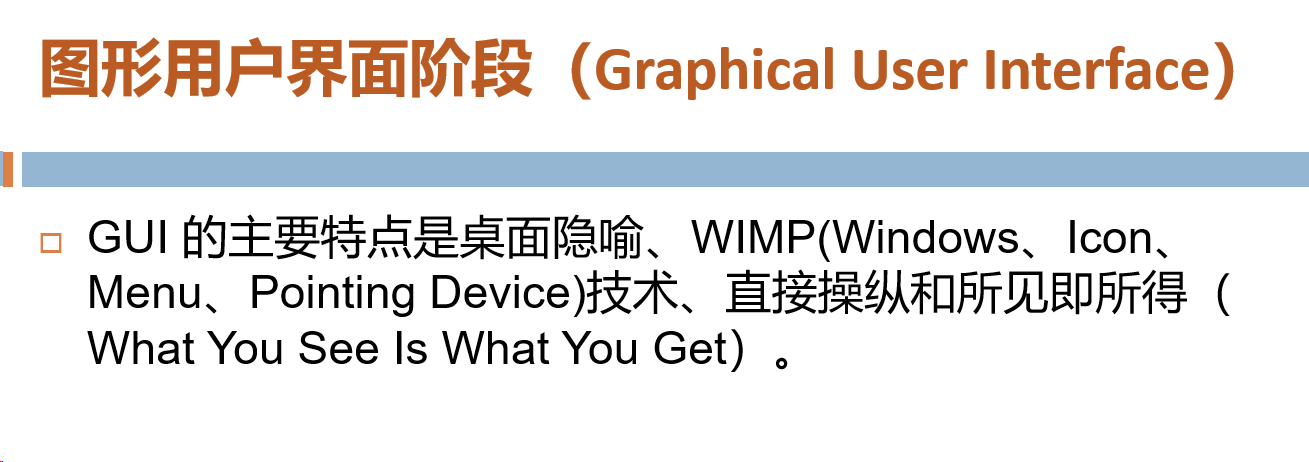 图形用户界面阶段（Graphical User Interface）
GUI 的主要特点是桌面隐喻、WIMP(Windows、Icon、
Menu、Pointing Device)技术、直接操纵和所见即所得（
What You See Is What You Get）。